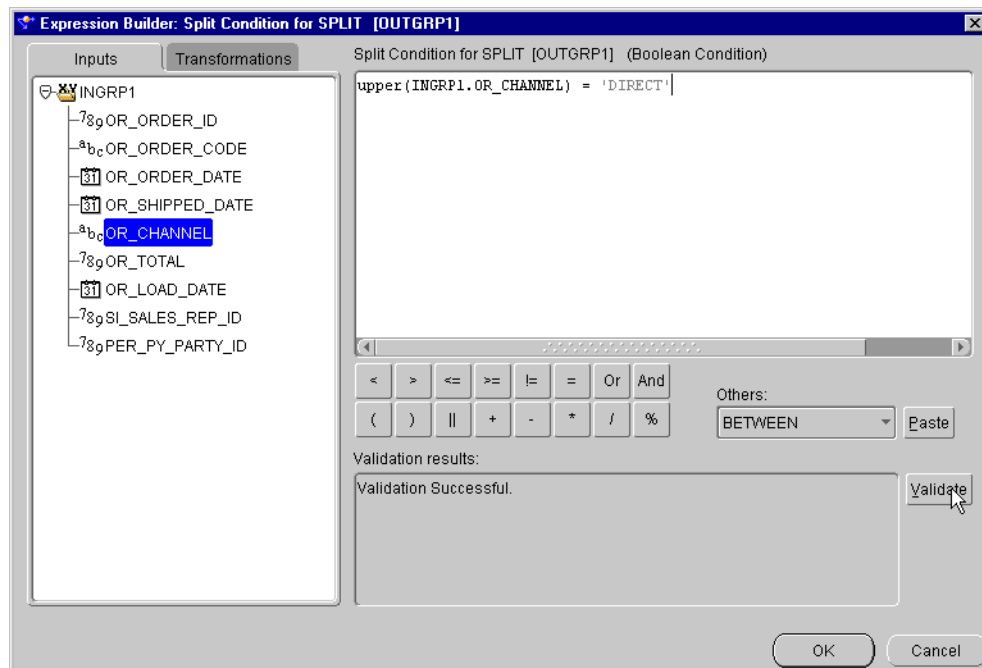 Expression Builder: Split Condition for SPLIT [OUTGRP1]
Inputs
Transformations
INGRP1
OR_ORDER_ID
OR_ORDER_CODE
OR_ORDER_DATE
OR_SHIPPED_DATE
OR_CHANNEL
OR_TOTAL
OR_LOAD_DATE
SI_SALES_REP_ID
PER_PY_PARTY_ID
Split Condition for SPLIT [OUTGRP1] (Boolean Condition)
upper(INGRP1.OR_CHANNEL) = 'DIRECT'
< > <= >= != = Or And
( ) || + - * / %
Others:
BETWEEN
Paste
Validation results:
Validation Successful.
Validate
OK
Cancel